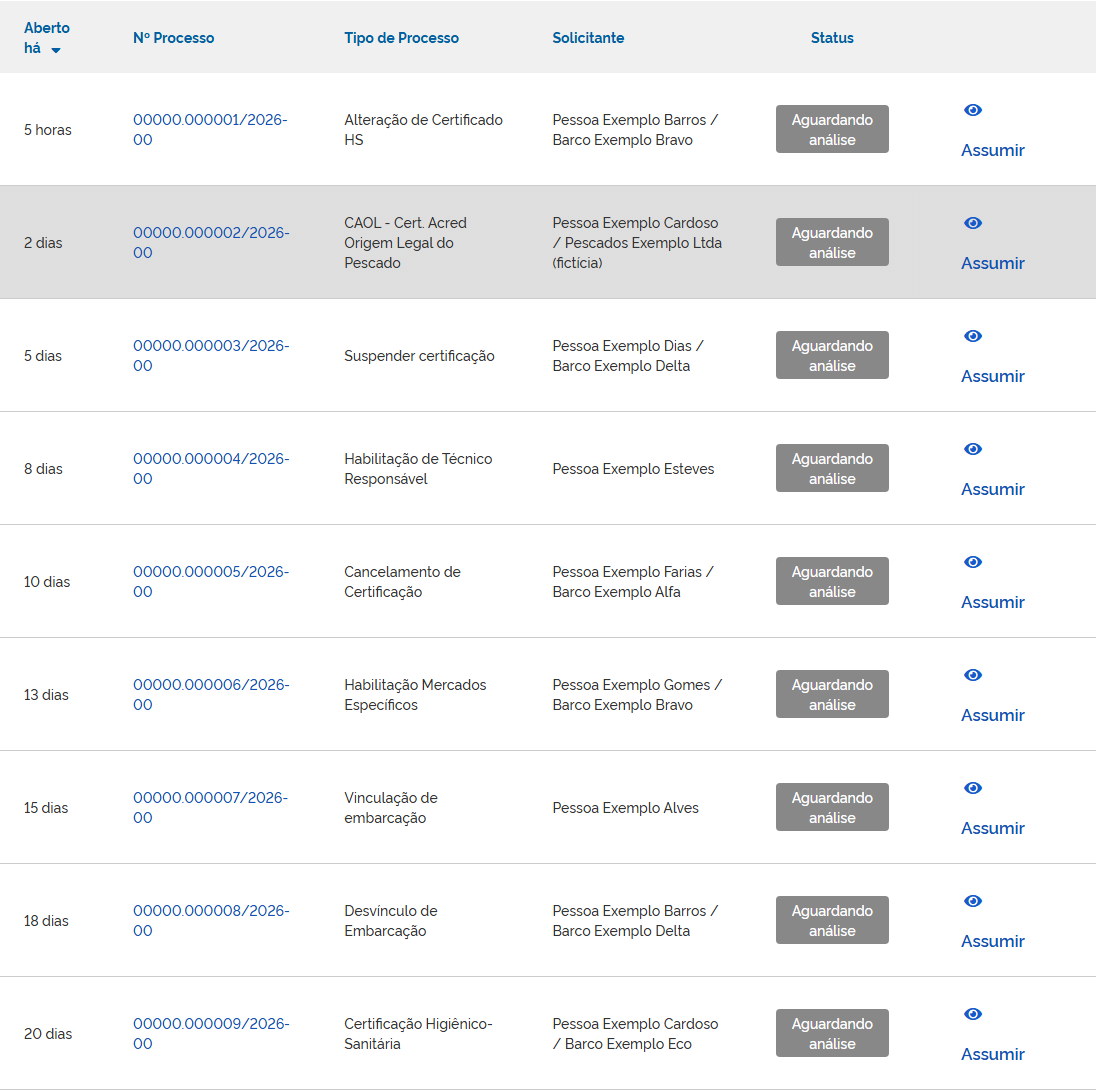 Aberto
há
Nº Processo
Tipo de Processo
Solicitante
Status
5 horas
00000.000001/2026-
00
Alteração de Certificado
HS
Pessoa Exemplo Barros /
Barco Exemplo Bravo
Aguardando
análise
Assumir
2 dias
00000.000002/2026-
00
CAOL - Cert. Acred
Origem Legal do
Pescado
Pessoa Exemplo Cardoso
/ Pescados Exemplo Ltda
(fictícia)
Aguardando
análise
Assumir
5 dias
00000.000003/2026-
00
Suspender certificação
Pessoa Exemplo Dias /
Barco Exemplo Delta
Aguardando
análise
Assumir
8 dias
00000.000004/2026-
00
Habilitação de Técnico
Responsável
Pessoa Exemplo Esteves
Aguardando
análise
Assumir
10 dias
00000.000005/2026-
00
Cancelamento de
Certificação
Pessoa Exemplo Farias /
Barco Exemplo Alfa
Aguardando
análise
Assumir
13 dias
00000.000006/2026-
00
Habilitação Mercados
Específicos
Pessoa Exemplo Gomes /
Barco Exemplo Bravo
Aguardando
análise
Assumir
15 dias
00000.000007/2026-
00
Vinculação de
embarcação
Pessoa Exemplo Alves
Aguardando
análise
Assumir
18 dias
00000.000008/2026-
00
Desvínculo de
Embarcação
Pessoa Exemplo Barros /
Barco Exemplo Delta
Aguardando
análise
Assumir
20 dias
00000.000009/2026-
00
Certificação Higiênico-
Sanitária
Pessoa Exemplo Cardoso
/ Barco Exemplo Eco
Aguardando
análise
Assumir